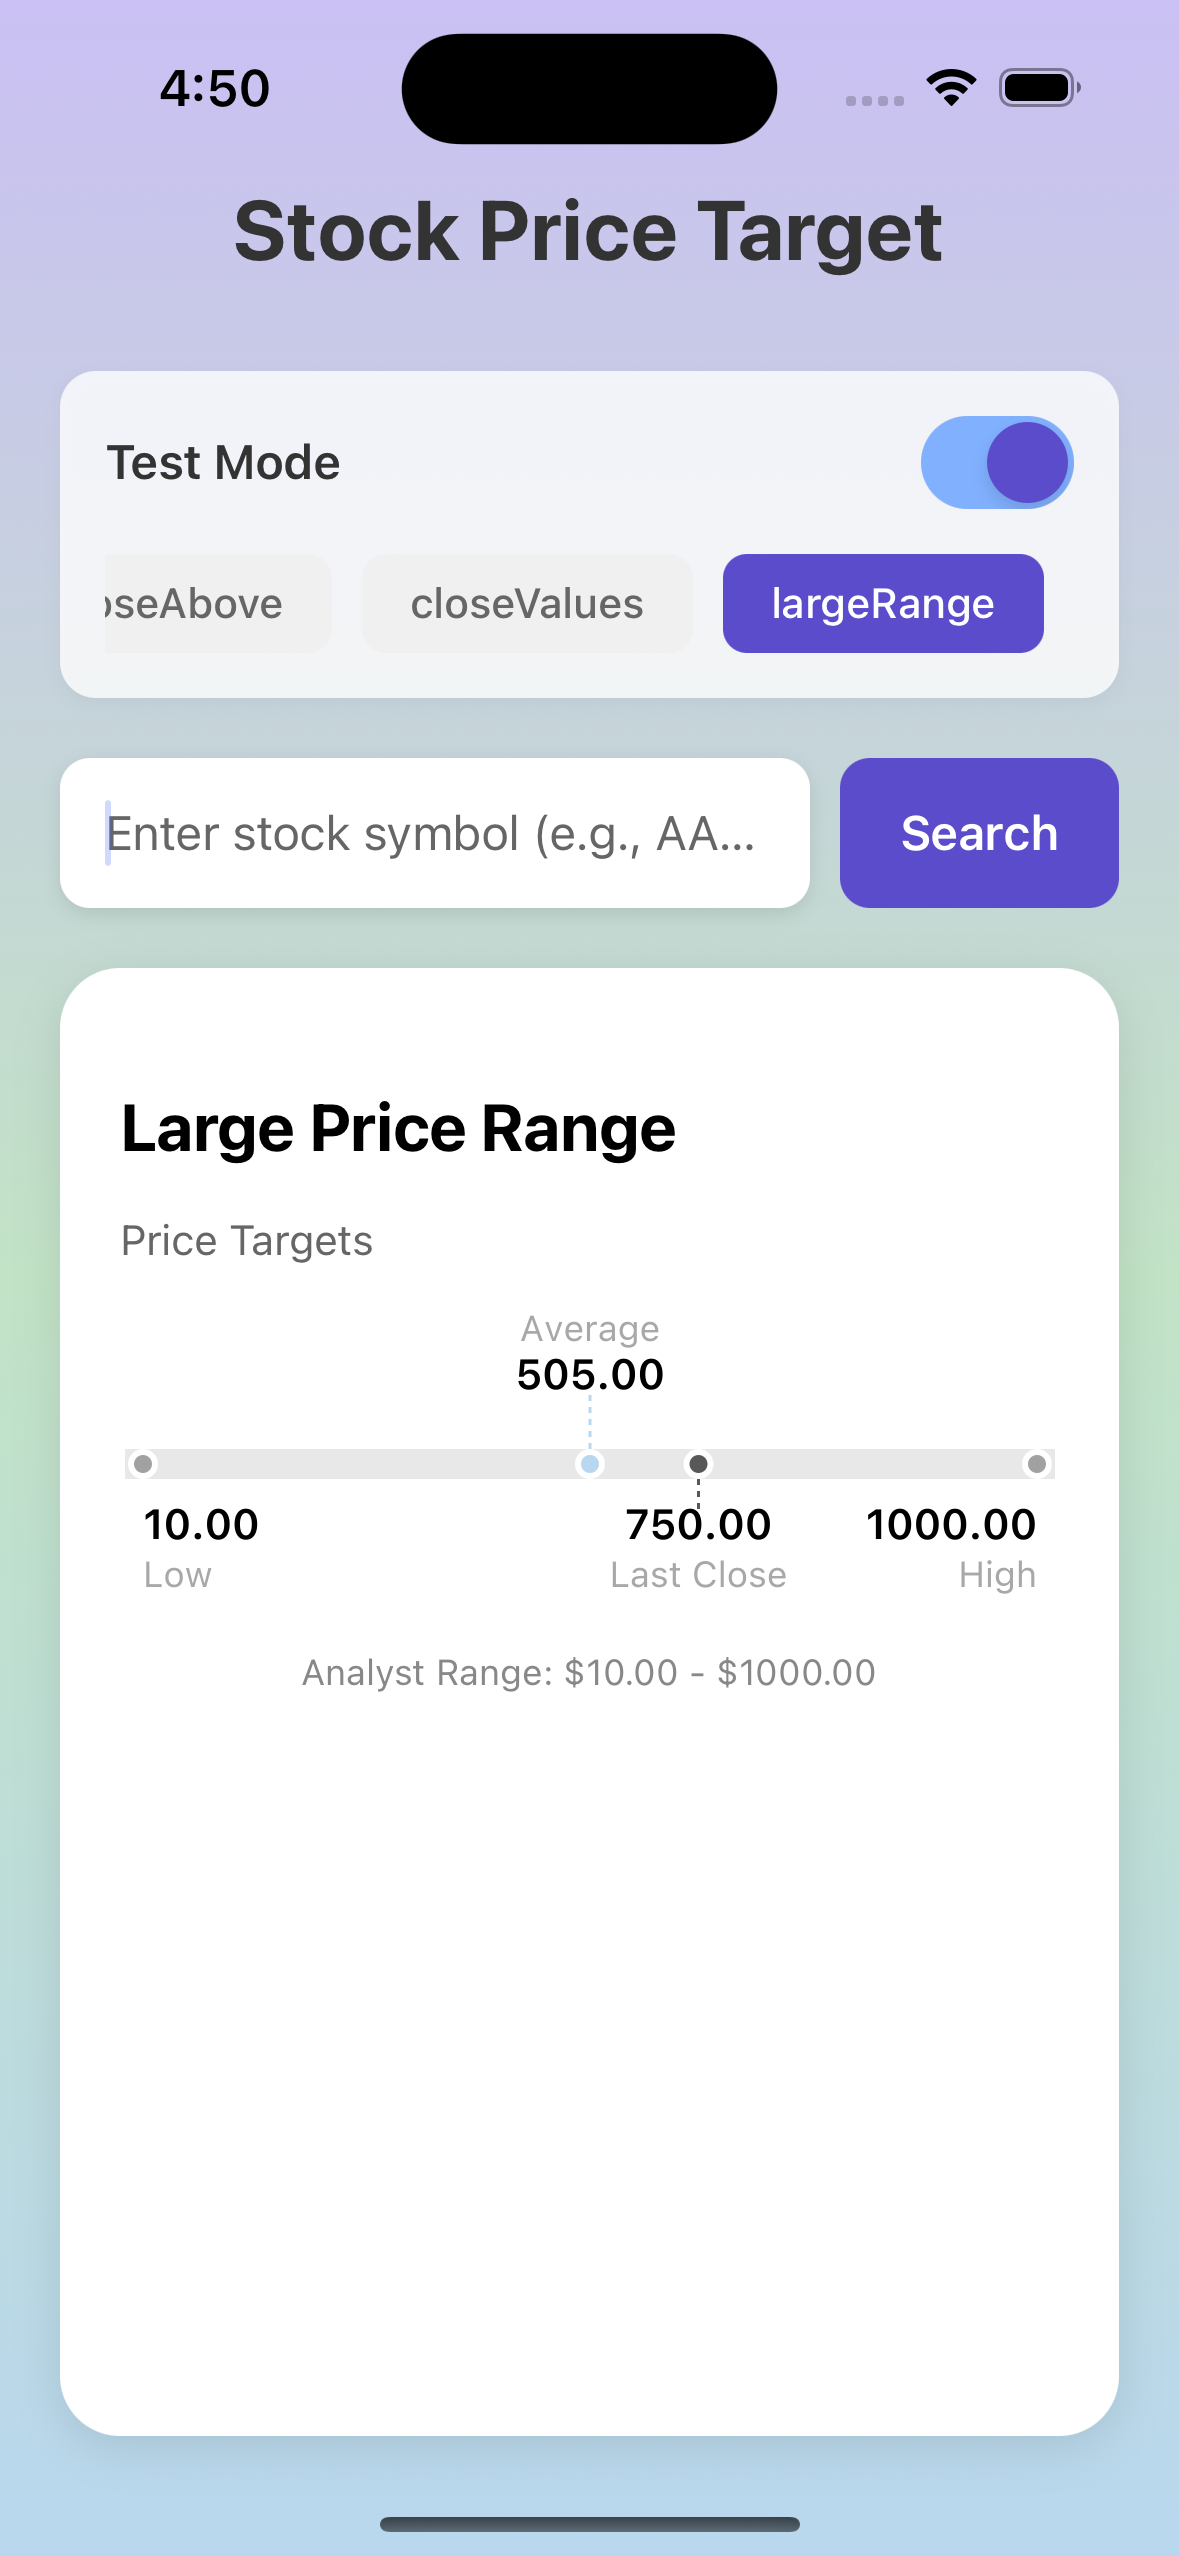 4:50
Stock Price Target
Test Mode
oseAbove closeValues largeRange
Enter stock symbol (e.g., AA... Search
Large Price Range
Price Targets
Average
505.00
10.00 750.00 1000.00
Low Last Close High
Analyst Range: $10.00 - $1000.00